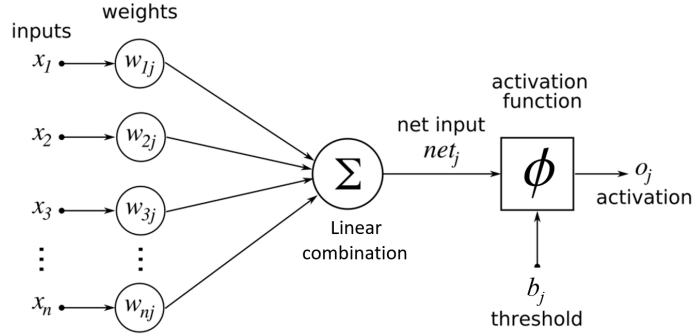 inputs
weights
x1
w1j
x2
w2j
x3
w3j
⋮
⋮
xn
wnj
Σ
Linear
combination
net input
netj
activation
function
ϕ
oj
activation
bj
threshold